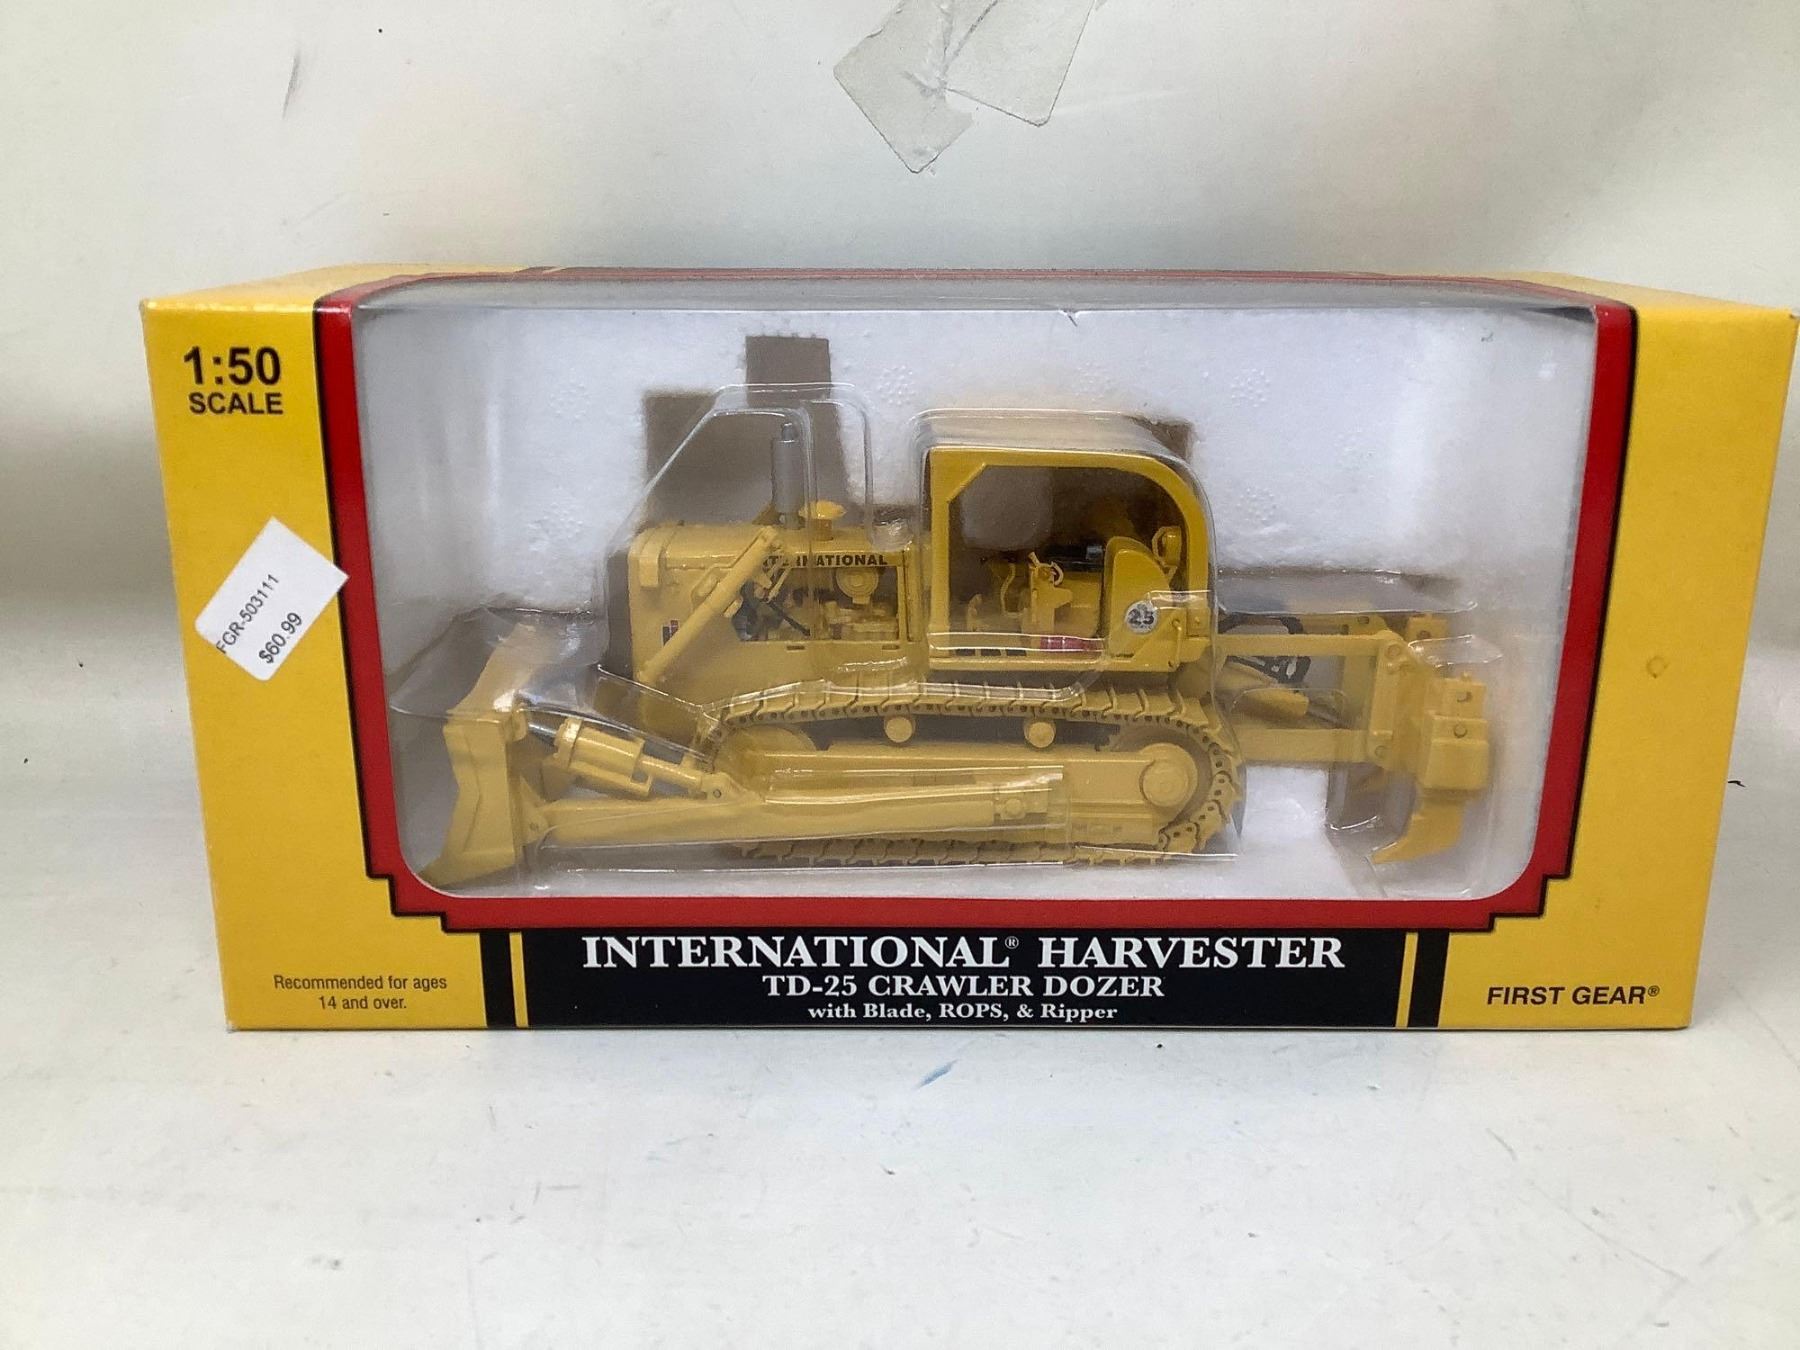 1:50
SCALE
FGR-503111
$60.99
INTERNATIONAL
25
INTERNATIONAL® HARVESTER
TD-25 CRAWLER DOZER
with Blade, ROPS, & Ripper
Recommended for ages
14 and over.
FIRST GEAR®